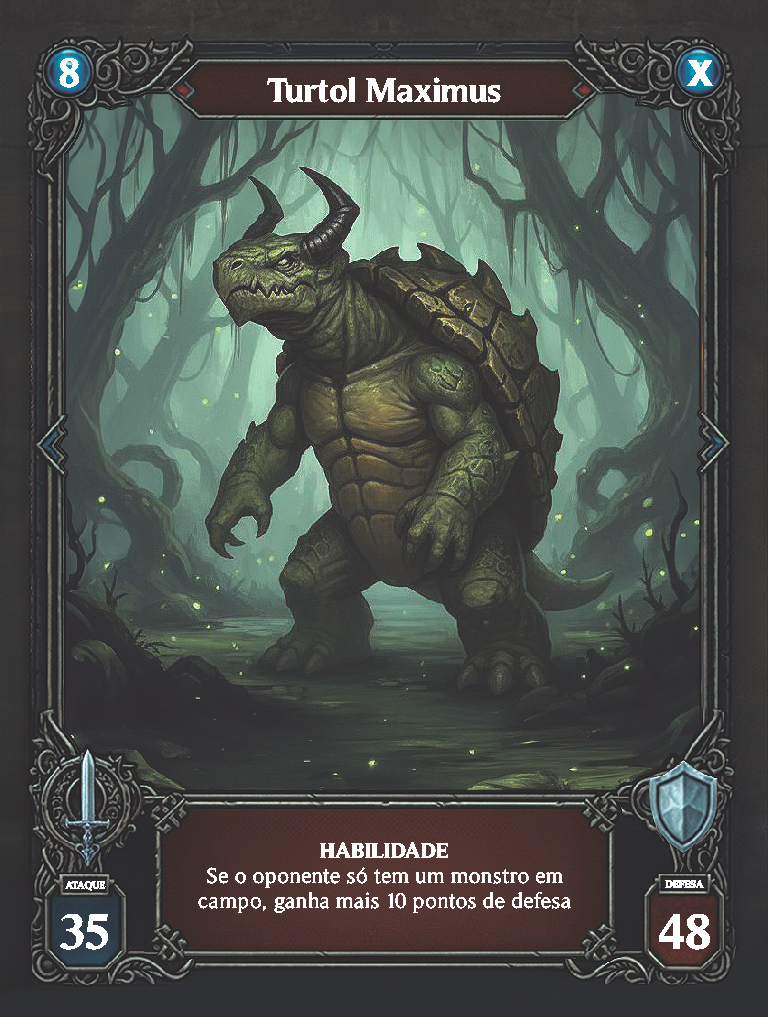 8
Turtol Maximus
X
HABILIDADE
Se o oponente só tem um monstro em
campo, ganha mais 10 pontos de defesa
ATAQUE
35
DEFESA
48